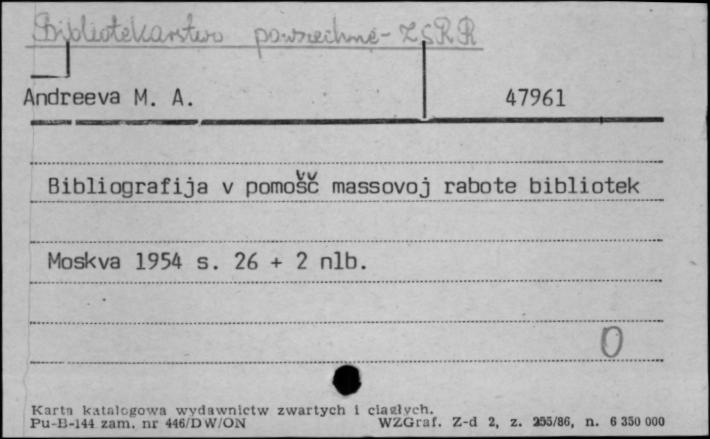 Bibliotekarstwo powszechne - ZSRR
Andreeva M. A. 47961
Bibliografija v pomošč massovoj rabote bibliotek
Moskva 1954 s. 26 + 2 nlb.
0
Karta katalogowa wydawnictw zwartych i ciągłych.
Pu-B-144 zam. nr 446/DW/ON WZGraf. Z-d 2, z. 255/86, n. 6 350 000